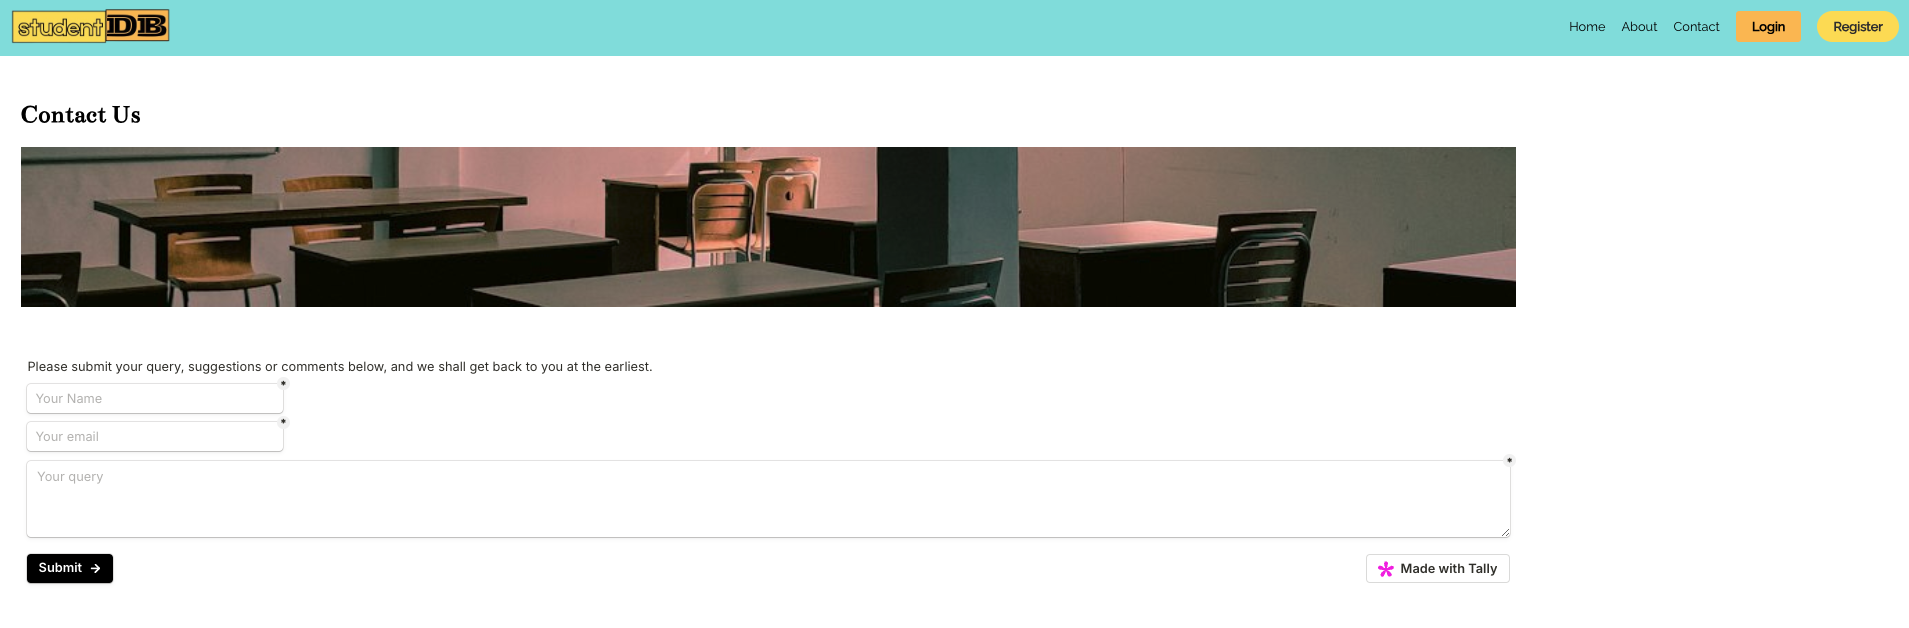 studentDB
Home
About
Contact
Login
Register
Contact Us
Please submit your query, suggestions or comments below, and we shall get back to you at the earliest.
Your Name
*
Your email
*
Your query
*
Submit →
Made with Tally